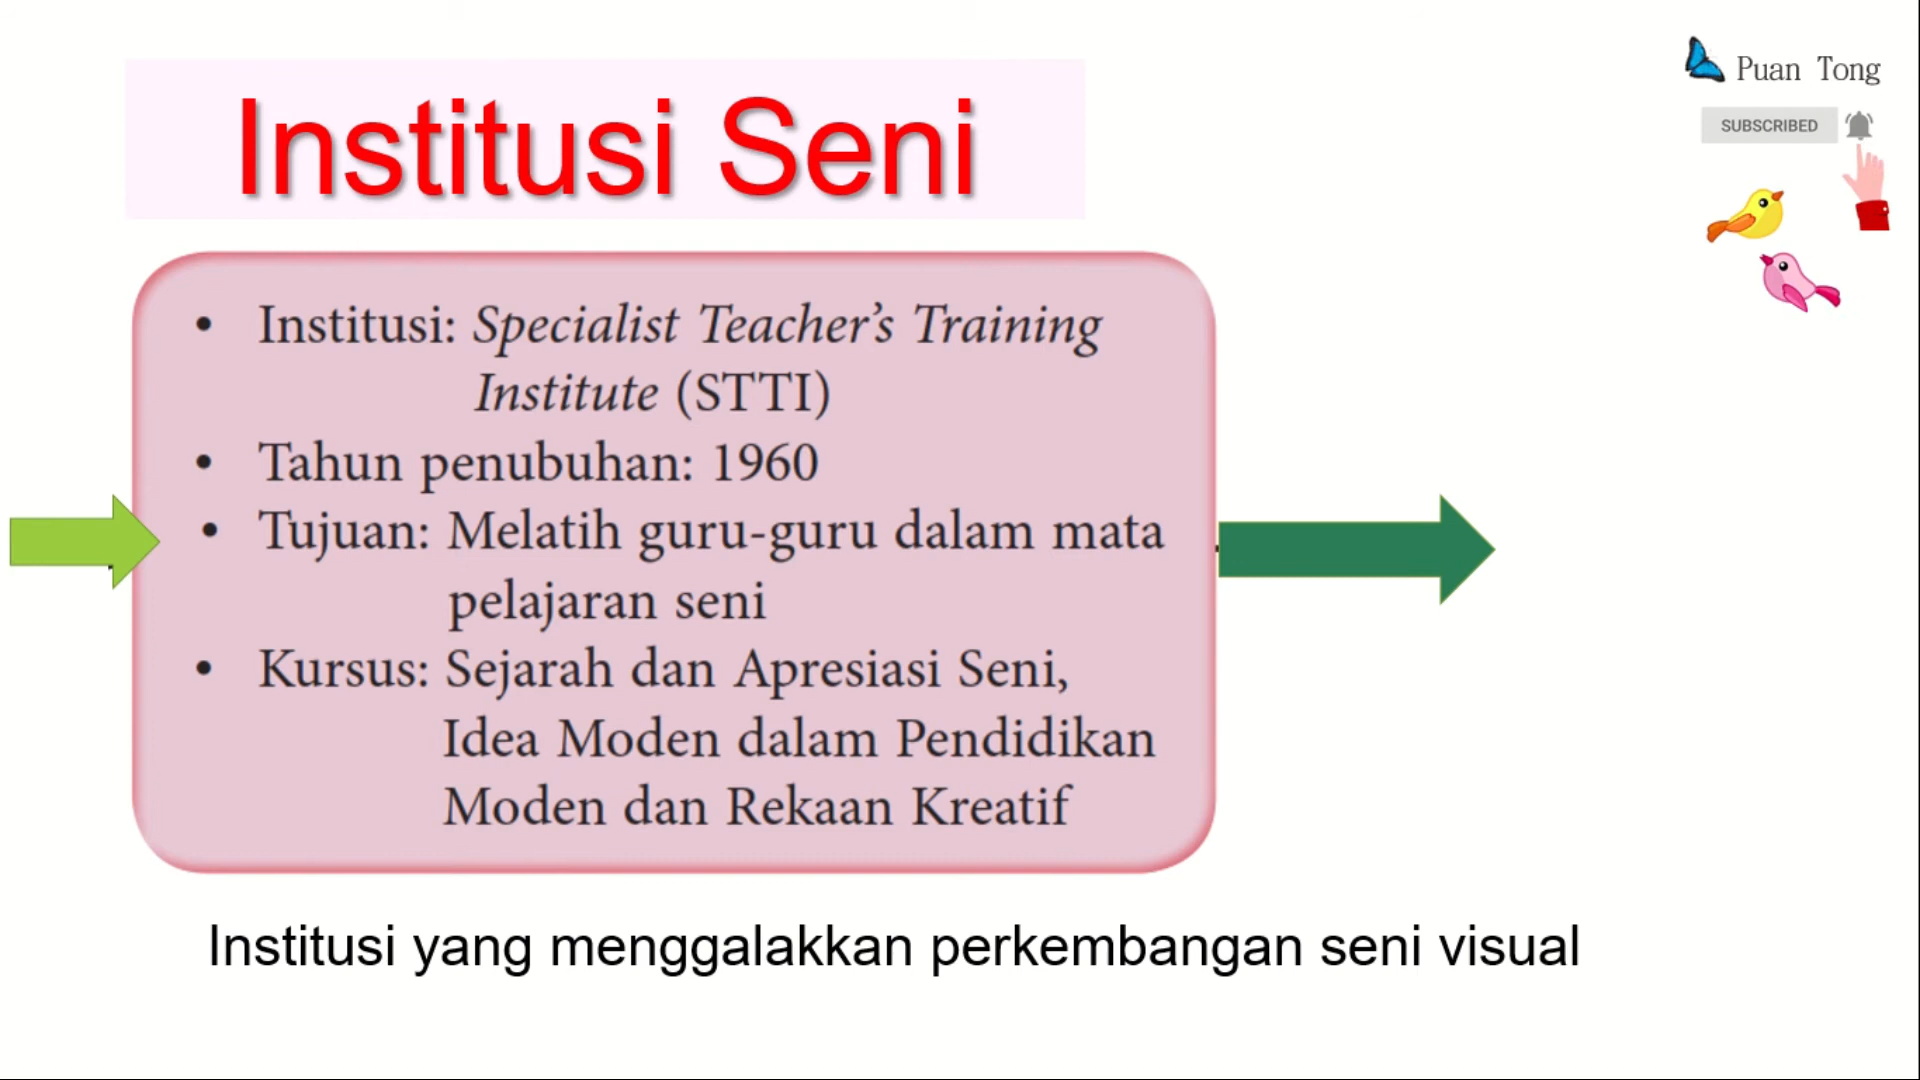 Puan Tong
SUBSCRIBED
Institusi Seni
• Institusi: Specialist Teacher’s Training
Institute (STTI)
• Tahun penubuhan: 1960
• Tujuan: Melatih guru-guru dalam mata
pelajaran seni
• Kursus: Sejarah dan Apresiasi Seni,
Idea Moden dalam Pendidikan
Moden dan Rekaan Kreatif
Institusi yang menggalakkan perkembangan seni visual